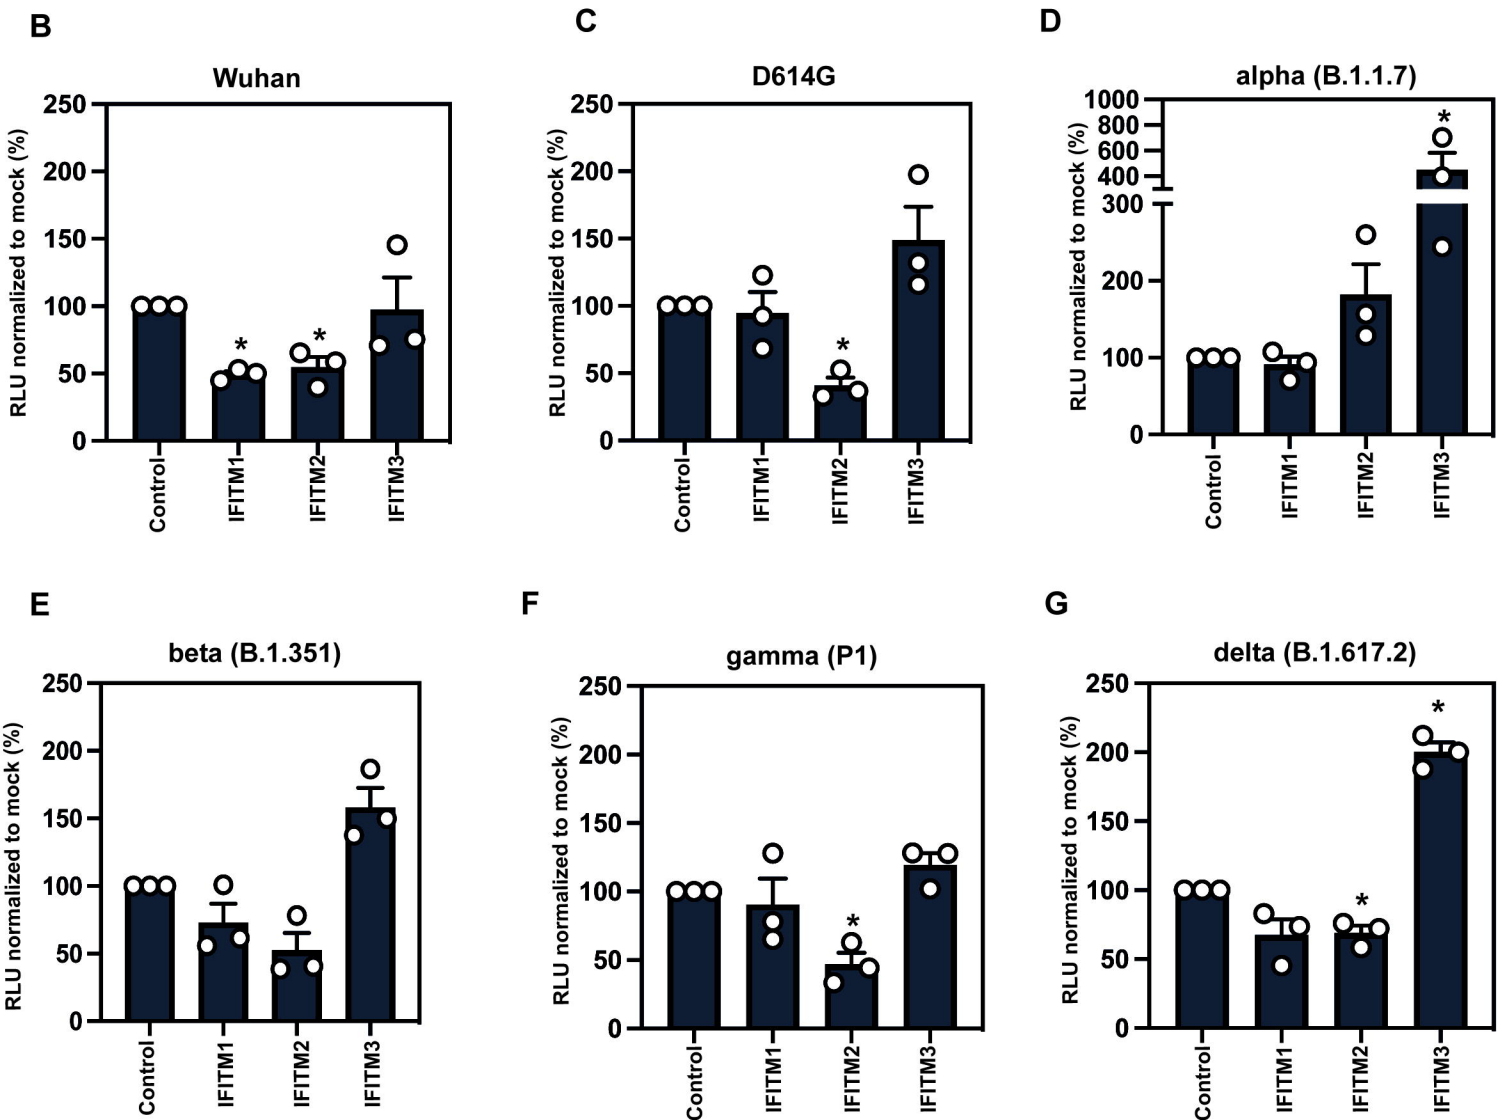 B
Wuhan
RLU normalized to mock (%)
250
200
150
100
50
0
*
*
Control
IFITM1
IFITM2
IFITM3
C
D614G
RLU normalized to mock (%)
250
200
150
100
50
0
*
Control
IFITM1
IFITM2
IFITM3
D
alpha (B.1.1.7)
RLU normalized to mock (%)
1000
800
600
400
300
200
100
0
*
Control
IFITM1
IFITM2
IFITM3
E
beta (B.1.351)
RLU normalized to mock (%)
250
200
150
100
50
0
Control
IFITM1
IFITM2
IFITM3
F
gamma (P1)
RLU normalized to mock (%)
250
200
150
100
50
0
*
Control
IFITM1
IFITM2
IFITM3
G
delta (B.1.617.2)
RLU normalized to mock (%)
250
200
150
100
50
0
*
*
Control
IFITM1
IFITM2
IFITM3